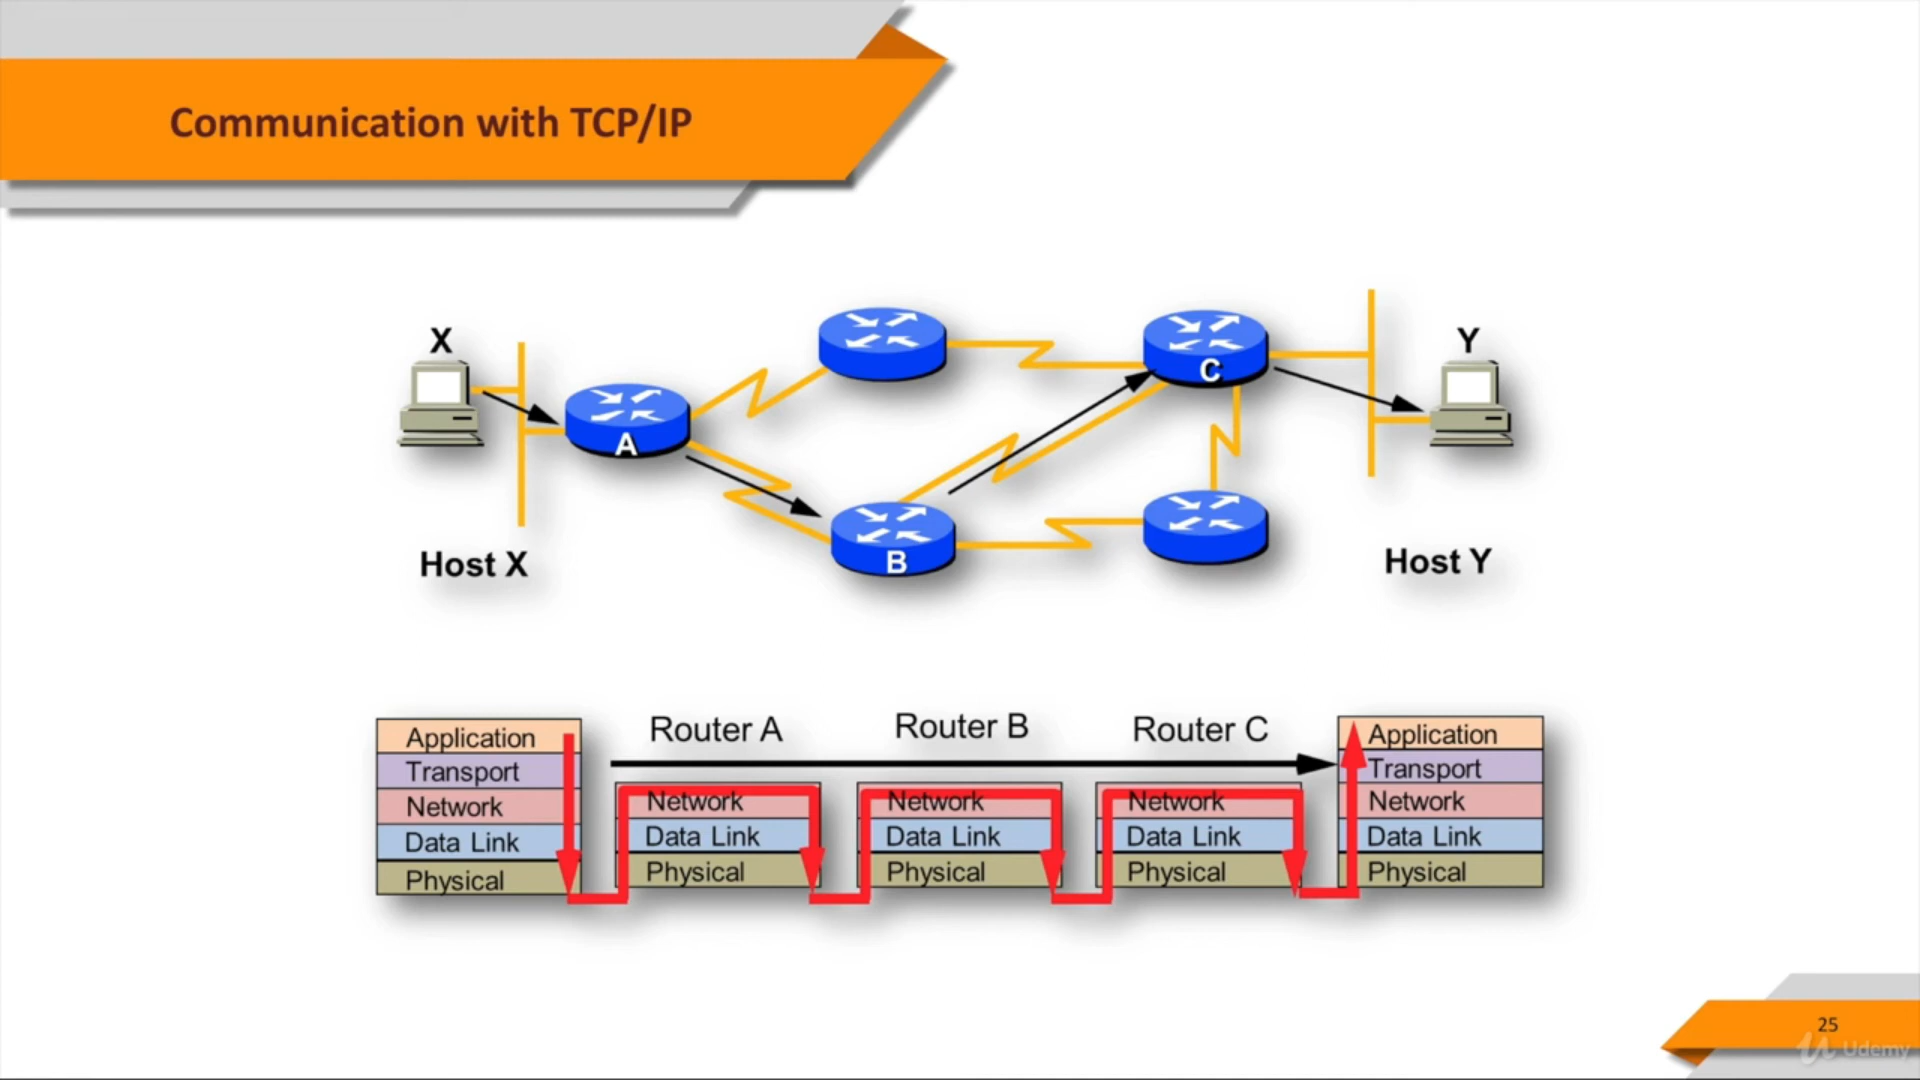 Communication with TCP/IP
X
Y
C
A
B
Host X
Host Y
Router A
Router B
Router C
Application
Transport
Network
Data Link
Physical
Network
Data Link
Physical
Network
Data Link
Physical
Network
Data Link
Physical
Application
Transport
Network
Data Link
Physical
25
Udemy